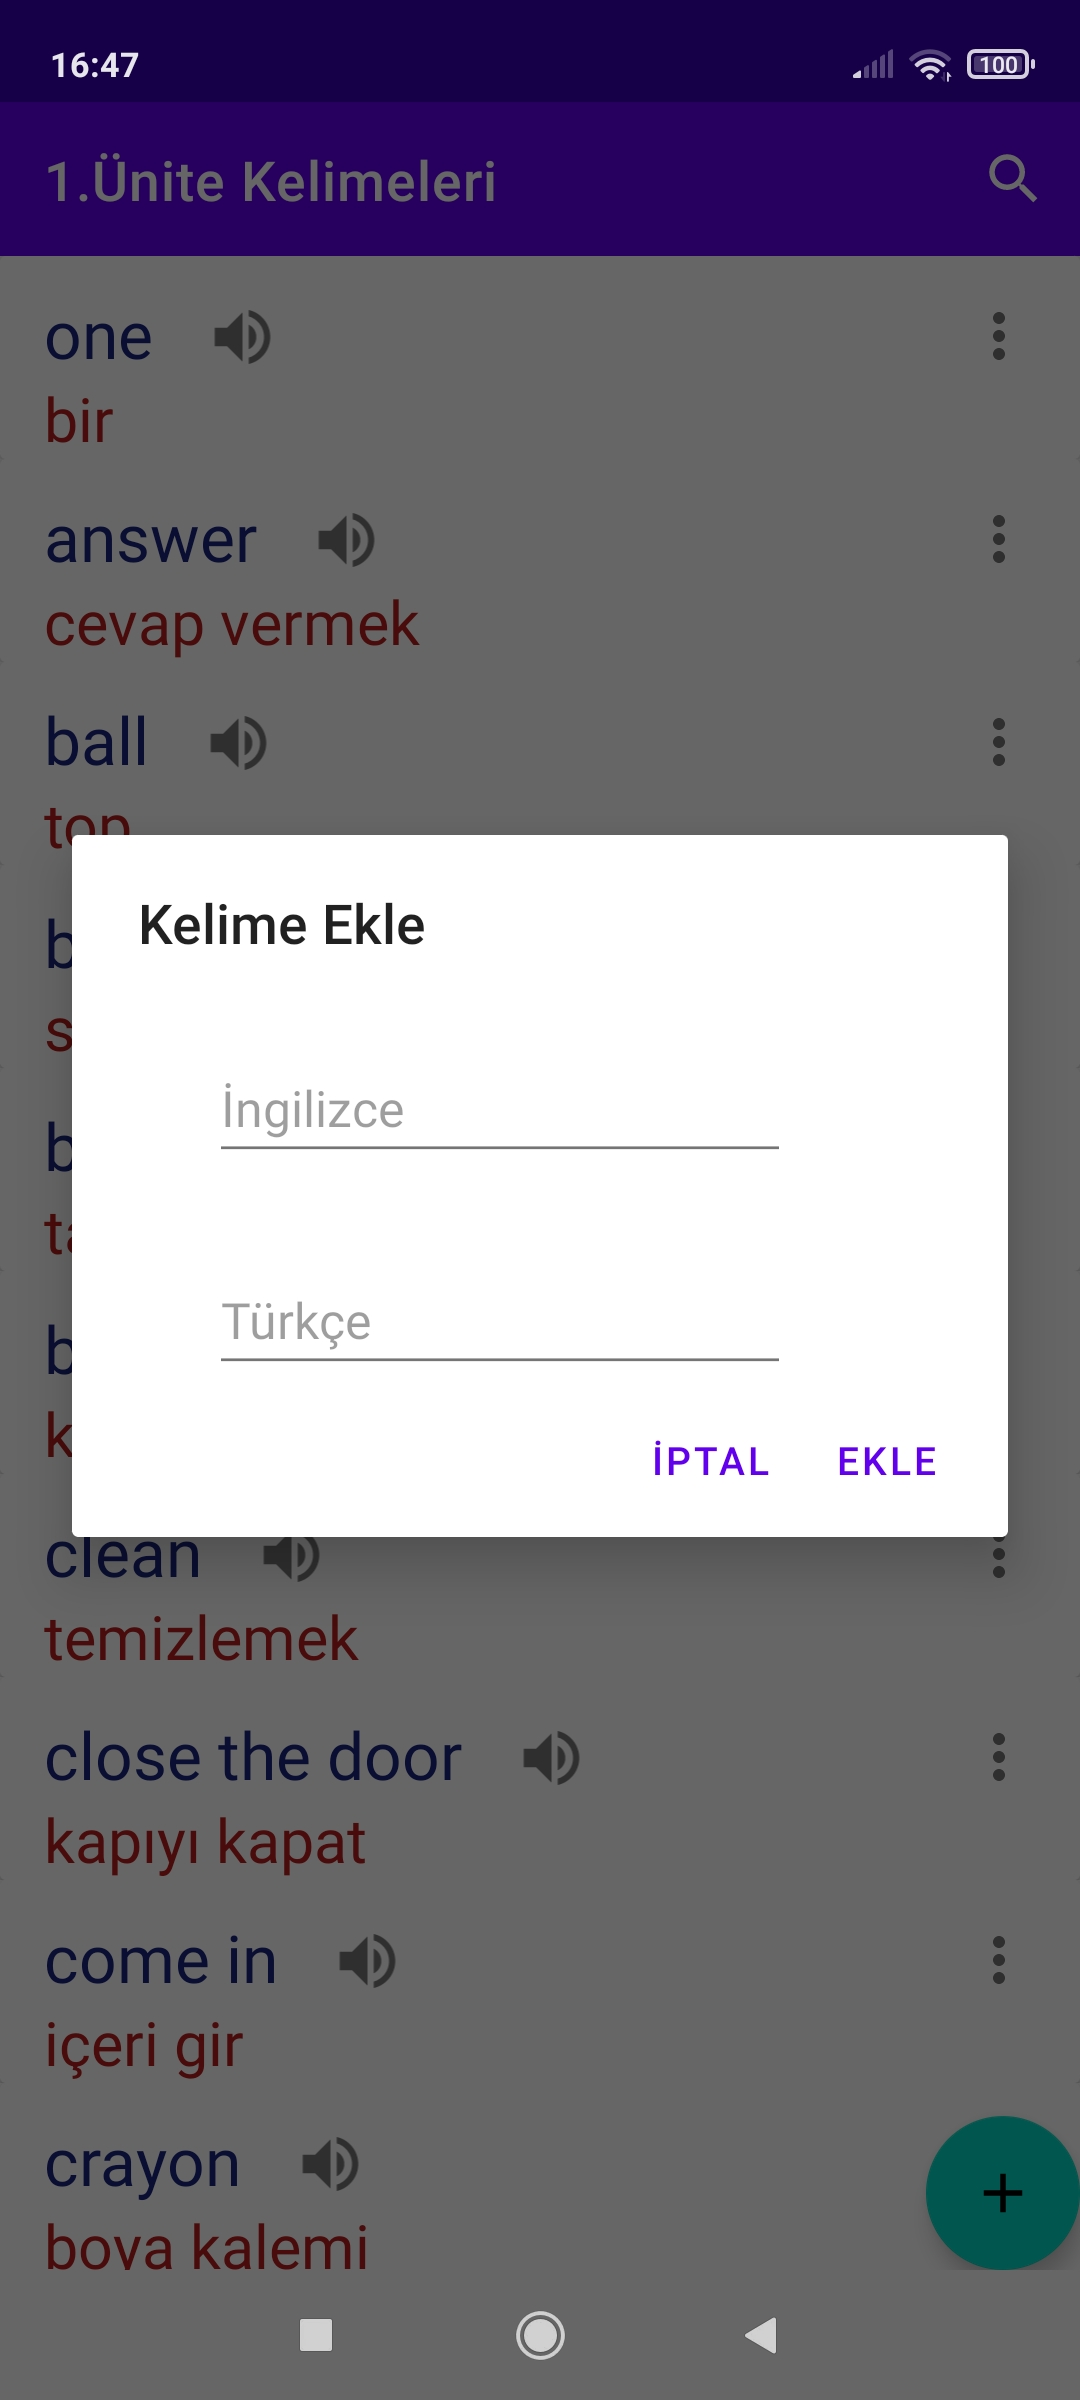 16:47
100
1.Ünite Kelimeleri
one
bir
answer
cevap vermek
ball
top
Kelime Ekle
İngilizce
Türkçe
İPTAL EKLE
clean
temizlemek
close the door
kapıyı kapat
come in
içeri gir
crayon
bova kalemi